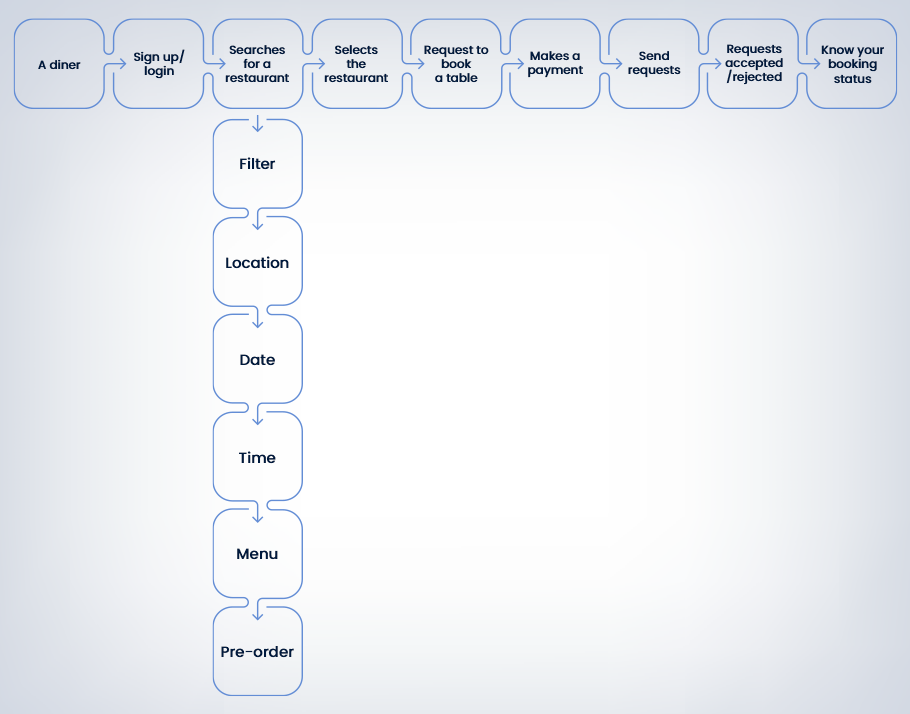 A diner
Sign up/
login
Searches
for a
restaurant
Selects
the
restaurant
Request to
book
a table
Makes a
payment
Send
requests
Requests
accepted
/rejected
Know your
booking
status
Filter
Location
Date
Time
Menu
Pre-order